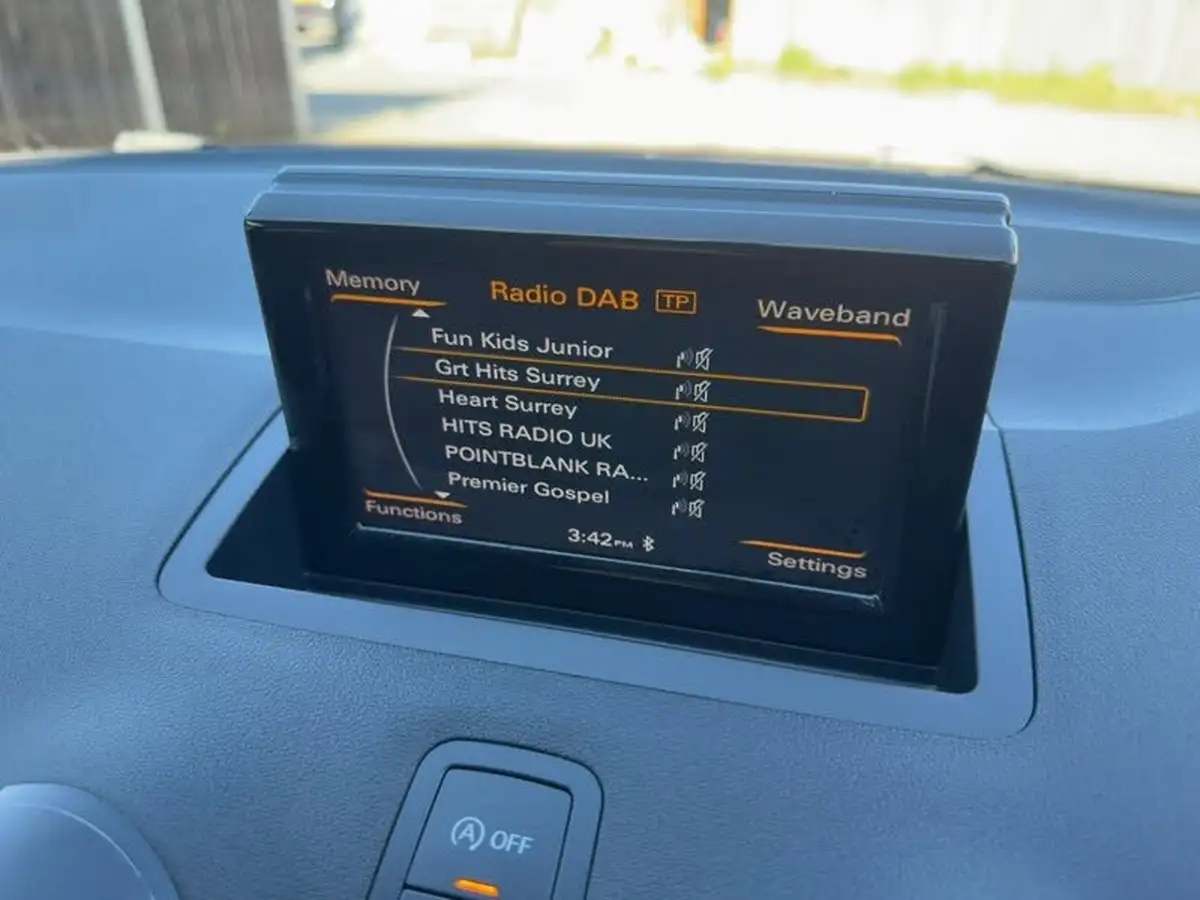 Memory
Radio DAB TP
Waveband
Fun Kids Junior
Grt Hits Surrey
Heart Surrey
HITS RADIO UK
POINTBLANK RA...
Premier Gospel
Functions
3:42PM
Settings
A OFF